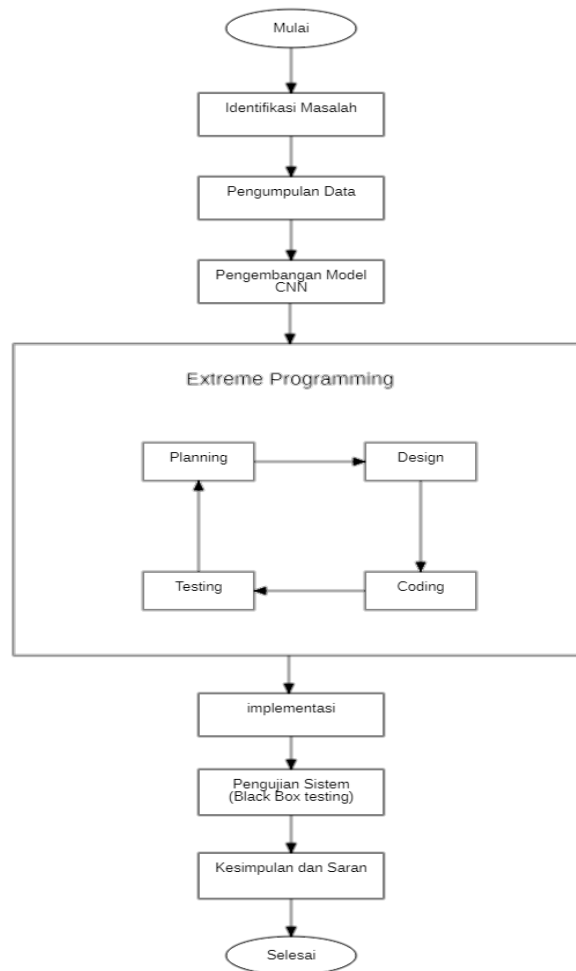 Mulai
Identifikasi Masalah
Pengumpulan Data
Pengembangan Model
CNN
Extreme Programming
Planning
Design
Testing
Coding
implementasi
Pengujian Sistem
(Black Box testing)
Kesimpulan dan Saran
Selesai